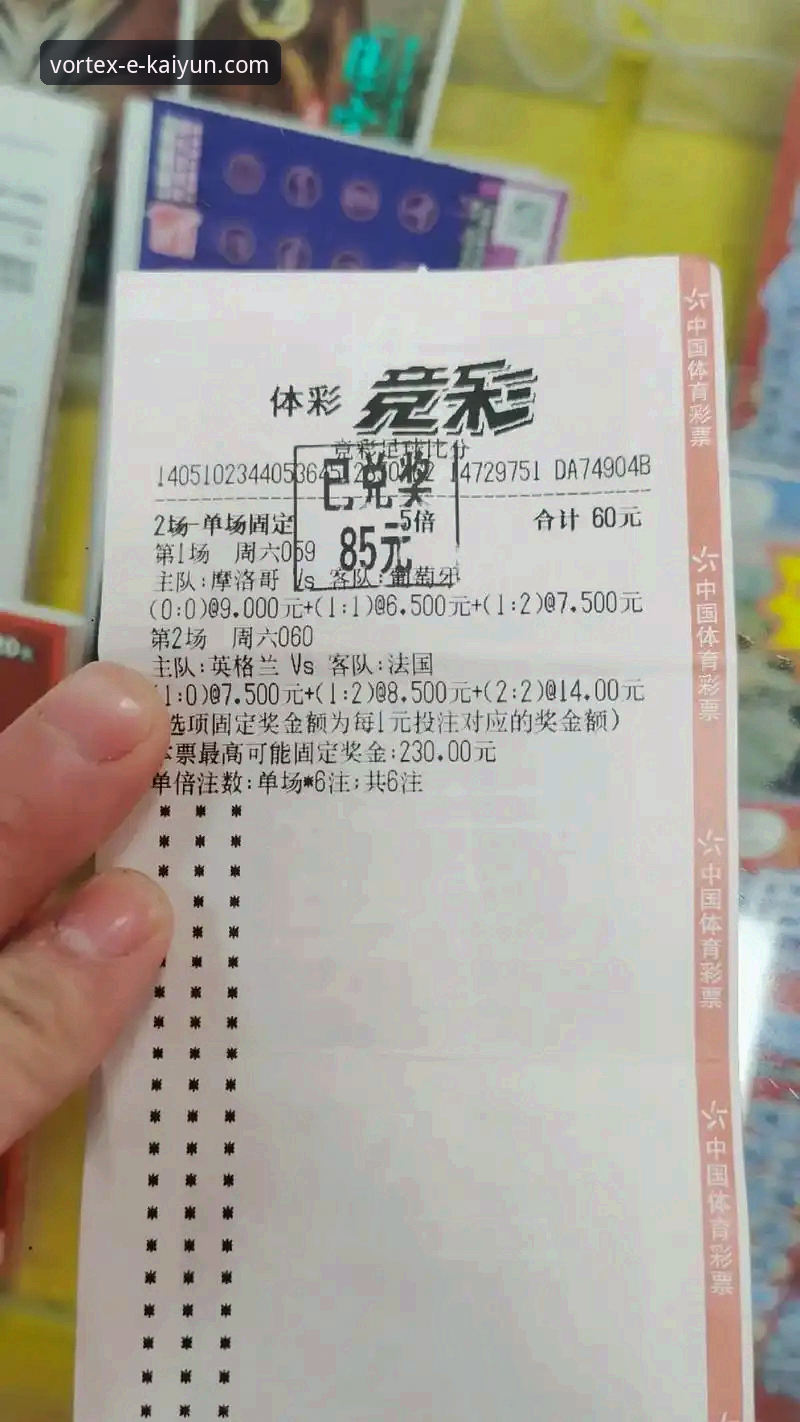 vortex-e-kaiyun.com
体彩 竞彩
竞彩足球比分
14729751 DA74904B
已兑奖
85元
2场-单场固定 5倍 合计 60元
第1场 周六059
主队:摩洛哥 Vs 客队:葡萄牙
(0:0)@9.000元+(1:1)@6.500元+(1:2)@7.500元
第2场 周六060
主队:英格兰 Vs 客队:法国
1:0)@7.500元+(1:2)@8.500元+(2:2)@14.00元
选项固定奖金额为每1元投注对应的奖金额)
本票最高可能固定奖金:230.00元
单倍注数:单场*6注;共6注
中国体育彩票
中国体育彩票
中国体育彩票
中国体育彩票